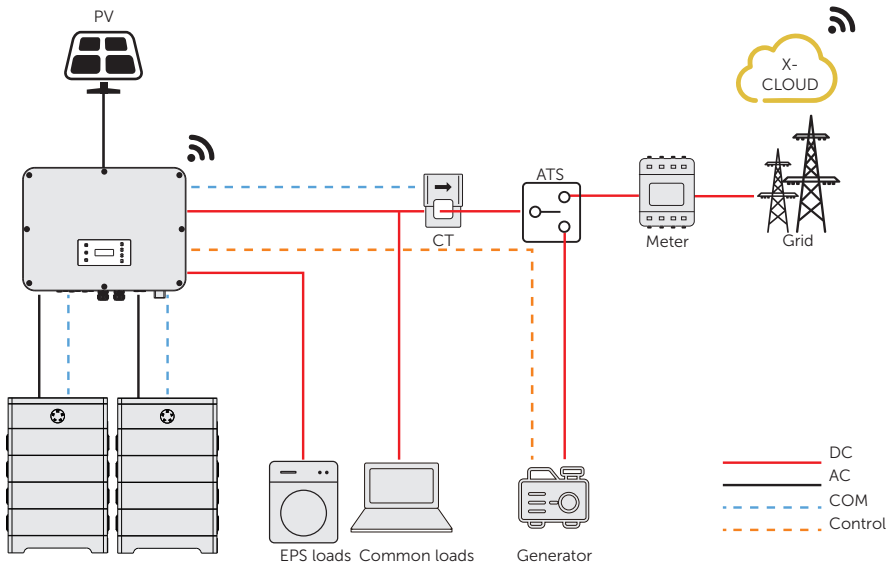 PV
X-
CLOUD
ATS
CT
Meter
Grid
DC
AC
COM
Control
EPS loads
Common loads
Generator